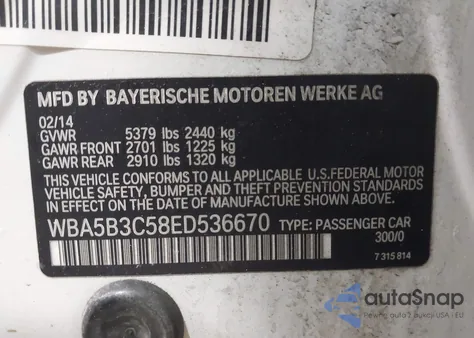 MFD BY BAYERISCHE MOTOREN WERKE AG
02/14
GVWR 5379 lbs 2440 kg
GAWR FRONT 2701 lbs 1225 kg
GAWR REAR 2910 lbs 1320 kg
THIS VEHICLE CONFORMS TO ALL APPLICABLE U.S.FEDERAL MOTOR
VEHICLE SAFETY, BUMPER AND THEFT PREVENTION STANDARDS
IN EFFECT ON THE DATE OF MANUFACTURE SHOWN ABOVE.
WBA5B3C58ED536670 TYPE: PASSENGER CAR
300/0
7 315 814
autoSnap